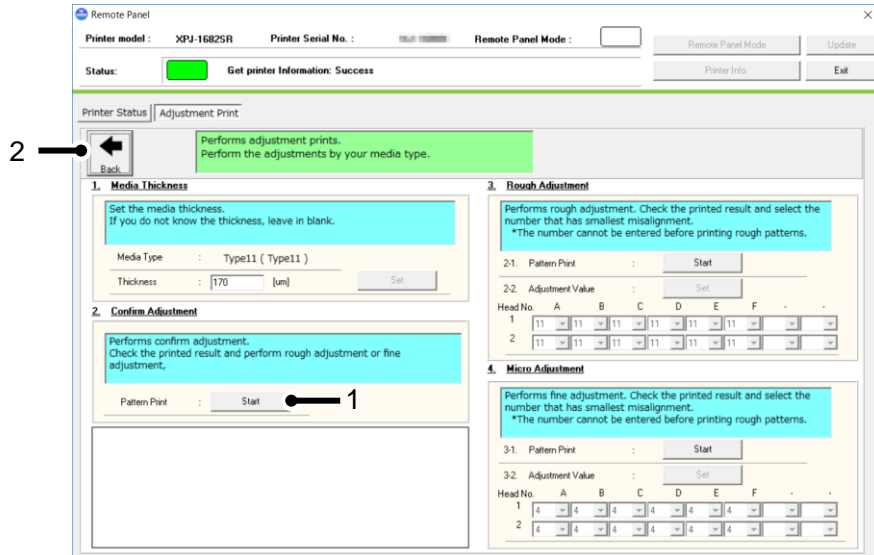 Remote Panel
Printer model : XPJ-1682SR Printer Serial No. : Remote Panel Mode :
Remote Panel Mode Update
Status: Get printer Information: Success
Printer Info. Exit
Printer Status Adjustment Print
2
Back
Performs adjustment prints.
Perform the adjustments by your media type.
1. Media Thickness
Set the media thickness.
If you do not know the thickness, leave in blank.
Media Type : Type11 ( Type11 )
Thickness : 170 [um] Set
2. Confirm Adjustment
Performs confirm adjustment.
Check the printed result and perform rough adjustment or fine
adjustment,
Pattern Print : Start 1
3. Rough Adjustment
Performs rough adjustment. Check the printed result and select the
number that has smallest misalignment.
*The number cannot be entered before printing rough patterns.
2-1. Pattern Print : Start
2-2. Adjustment Value : Set
Head No. A B C D E F - -
1 11 11 11 11 11 11
2 11 11 11 11 11 11
4. Micro Adjustment
Performs fine adjustment. Check the printed result and select the
number that has smallest misalignment.
*The number cannot be entered before printing rough patterns.
3-1. Pattern Print : Start
3-2. Adjustment Value : Set
Head No. A B C D E F - -
1 4 4 4 4 4 4
2 4 4 4 4 4 4